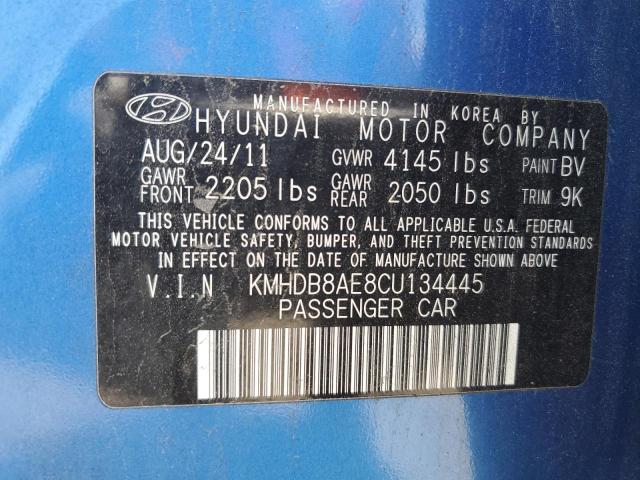 MANUFACTURED IN KOREA BY
HYUNDAI MOTOR COMPANY
AUG/24/11 GVWR 4145 lbs PAINT BV
GAWR FRONT 2205 lbs GAWR REAR 2050 lbs TRIM 9K
THIS VEHICLE CONFORMS TO ALL APPLICABLE U.S.A. FEDERAL
MOTOR VEHICLE SAFETY, BUMPER, AND THEFT PREVENTION STANDARDS
IN EFFECT ON THE DATE OF MANUFACTURE SHOWN ABOVE
V.I.N KMHDB8AE8CU134445
PASSENGER CAR